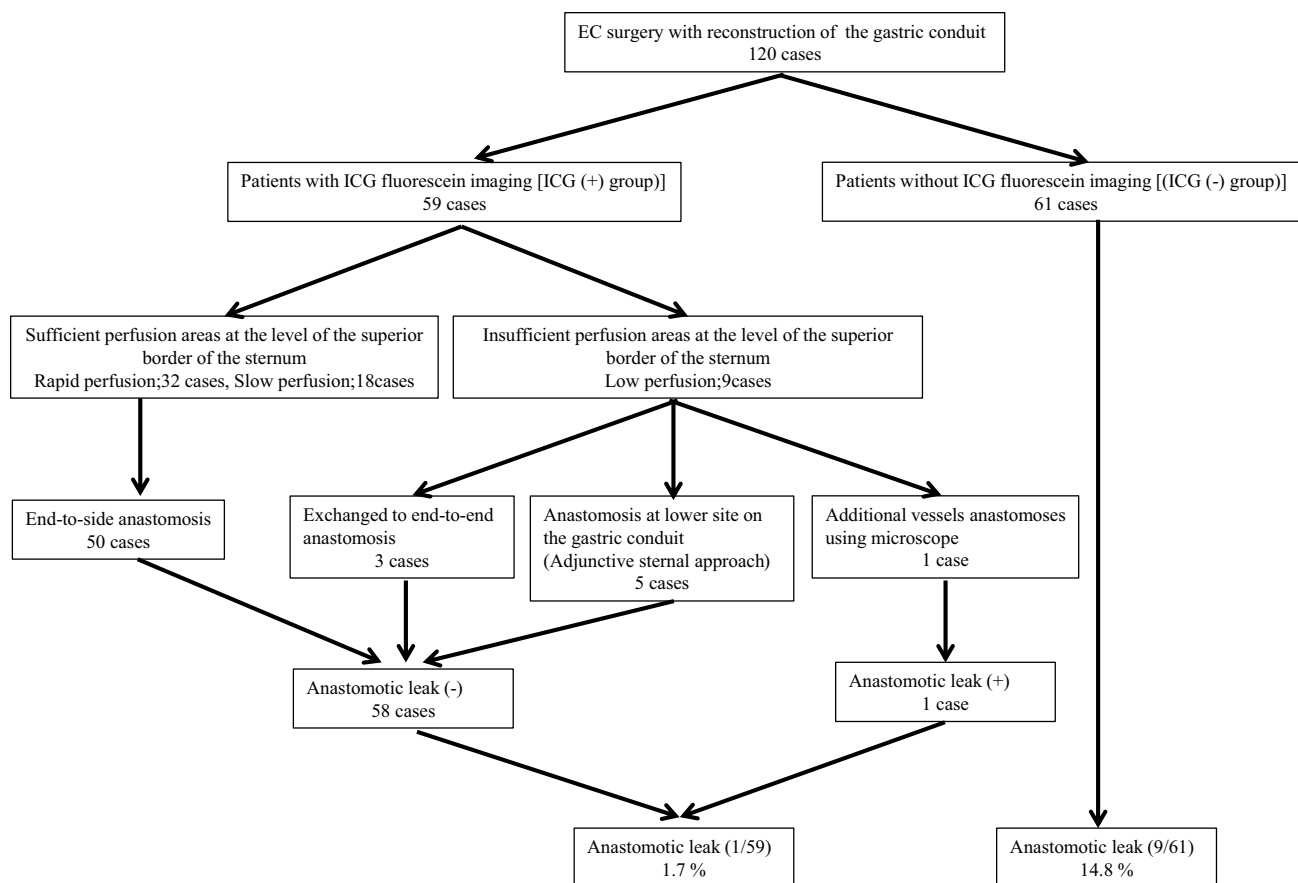 EC surgery with reconstruction of the gastric conduit
120 cases
Patients with ICG fluorescein imaging [ICG (+) group)]
59 cases
Patients without ICG fluorescein imaging [(ICG (-) group)]
61 cases
Sufficient perfusion areas at the level of the superior
border of the sternum
Rapid perfusion;32 cases, Slow perfusion;18cases
Insufficient perfusion areas at the level of the superior
border of the sternum
Low perfusion;9cases
End-to-side anastomosis
50 cases
Exchanged to end-to-end
anastomosis
3 cases
Anastomosis at lower site on
the gastric conduit
(Adjunctive sternal approach)
5 cases
Additional vessels anastomoses
using microscope
1 case
Anastomotic leak (-)
58 cases
Anastomotic leak (+)
1 case
Anastomotic leak (1/59)
1.7 %
Anastomotic leak (9/61)
14.8 %